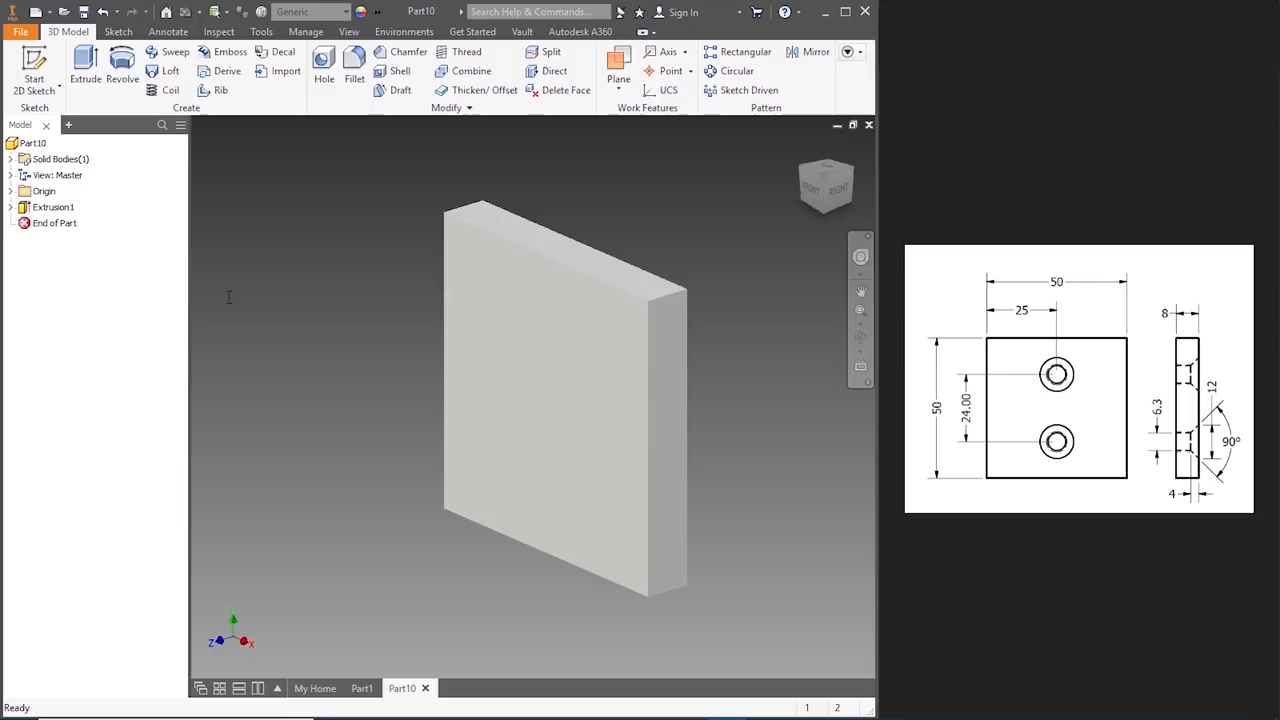 Generic
Part10
Search Help & Commands...
Sign In
File
3D Model
Sketch
Annotate
Inspect
Tools
Manage
View
Environments
Get Started
Vault
Autodesk A360
Start
2D Sketch
Extrude
Revolve
Sweep
Loft
Coil
Emboss
Derive
Rib
Decal
Import
Hole
Fillet
Chamfer
Shell
Draft
Thread
Combine
Thicken/ Offset
Split
Direct
Delete Face
Plane
Axis
Point
UCS
Rectangular
Circular
Sketch Driven
Mirror
Sketch
Create
Modify
Work Features
Pattern
Model
Part10
Solid Bodies(1)
View: Master
Origin
Extrusion1
End of Part
FRONT
RIGHT
Y
Z
X
50
25
50
24.00
8
6.3
12
90°
4
My Home
Part1
Part10
Ready
1
2